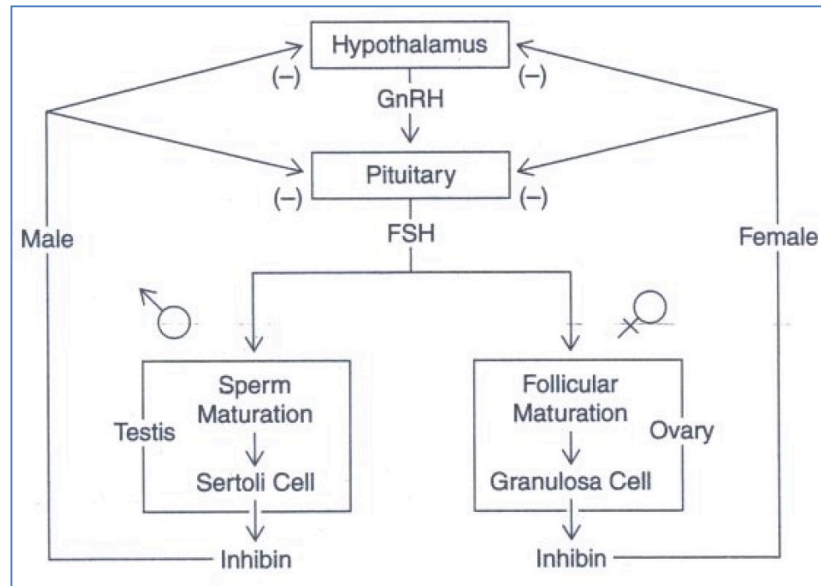 Hypothalamus
(–) (–)
GnRH
Pituitary
(–) (–)
FSH
Male Female
Sperm
Maturation
Testis
Sertoli Cell
Inhibin
Follicular
Maturation
Ovary
Granulosa Cell
Inhibin